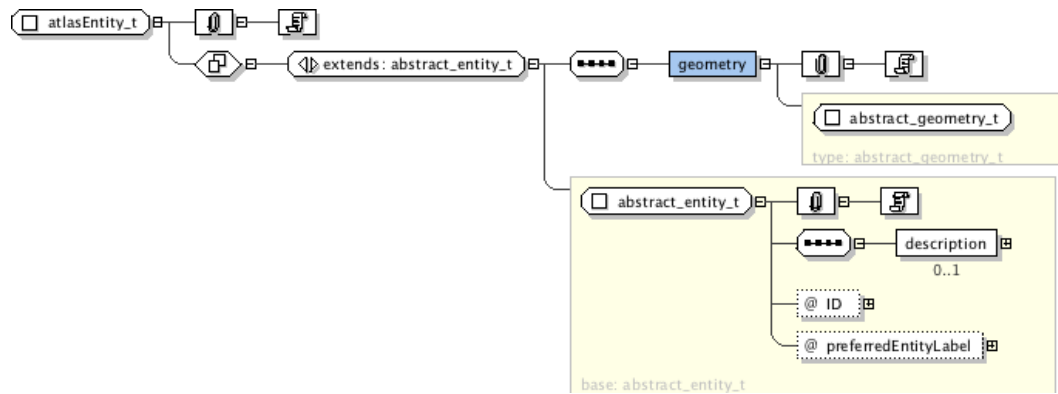 atlasEntity_t
extends: abstract_entity_t
geometry
abstract_geometry_t
type: abstract_geometry_t
abstract_entity_t
description
0..1
@ ID
@ preferredEntityLabel
base: abstract_entity_t